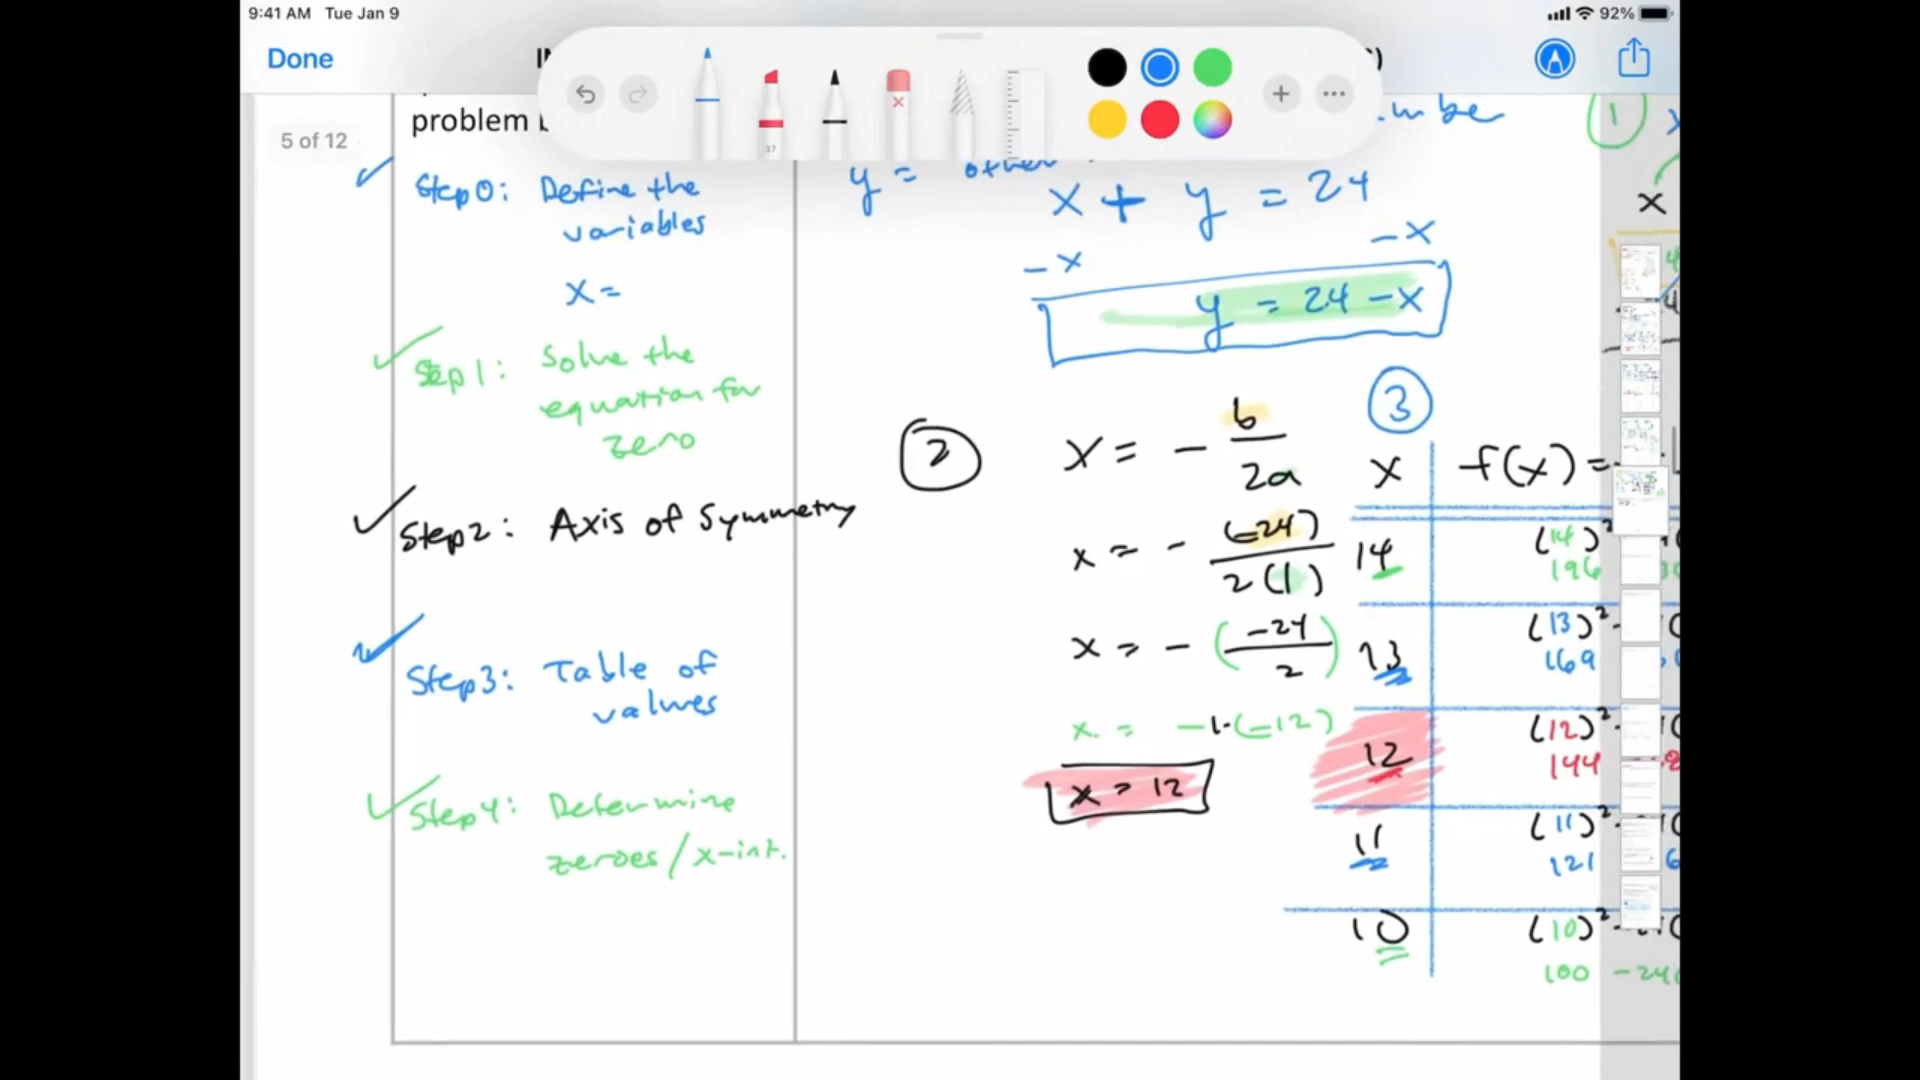 9:41 AM Tue Jan 9
92%
Done
5 of 12
problem
y = other
x + y = 24
-x -x
y = 24 - x
Step 0: Define the
variables
x =
Step 1: Solve the
equation for
zero
Step 2: Axis of Symmetry
Step 3: Table of
values
Step 4: Determine
zeroes / x-int.
2
x = - b / 2a
x = - (-24) / 2(1)
x = - (-24 / 2)
x = -1·(-12)
x = 12
3
x f(x) =
14 (14)²
196
13 (13)² -
169
12 (12)² -
144
11 (11)² -
121
10 (10)² -
100 -240
1
x
37